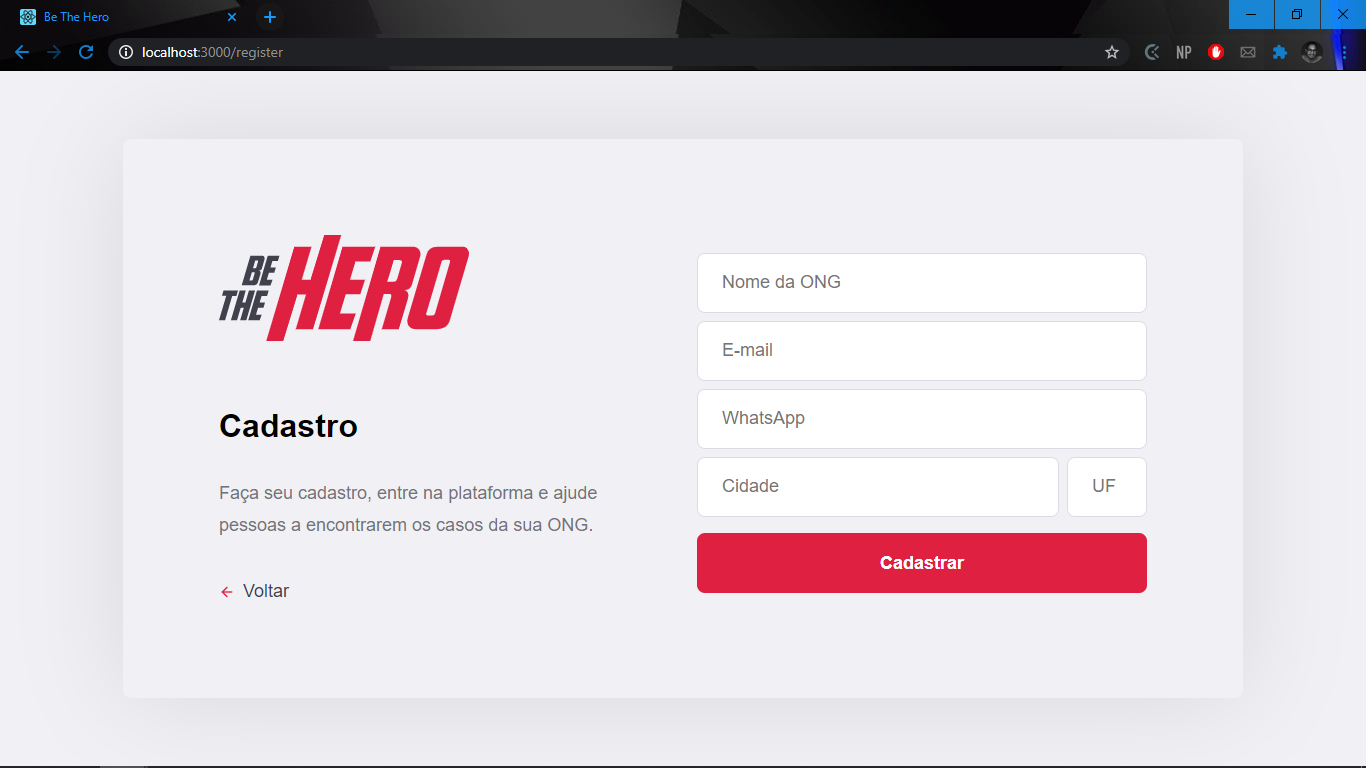 Be The Hero
localhost:3000/register
NP
BE
THE
HERO
Cadastro
Faça seu cadastro, entre na plataforma e ajude
pessoas a encontrarem os casos da sua ONG.
Voltar
Nome da ONG
E-mail
WhatsApp
Cidade
UF
Cadastrar